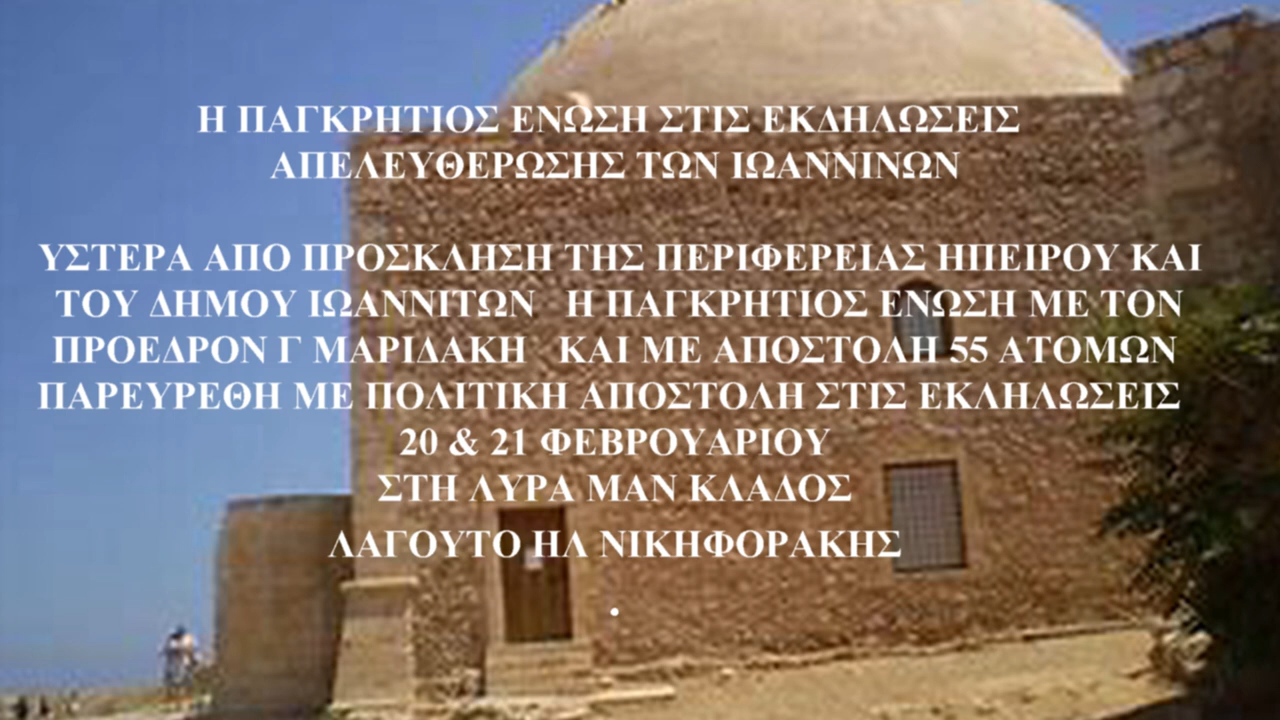 Η ΠΑΓΚΡΗΤΙΟΣ ΕΝΩΣΗ ΣΤΙΣ ΕΚΔΗΛΩΣΕΙΣ
ΑΠΕΛΕΥΘΕΡΩΣΗΣ ΤΩΝ ΙΩΑΝΝΙΝΩΝ
ΥΣΤΕΡΑ ΑΠΟ ΠΡΟΣΚΛΗΣΗ ΤΗΣ ΠΕΡΙΦΕΡΕΙΑΣ ΗΠΕΙΡΟΥ ΚΑΙ
ΤΟΥ ΔΗΜΟΥ ΙΩΑΝΝΙΤΩΝ Η ΠΑΓΚΡΗΤΙΟΣ ΕΝΩΣΗ ΜΕ ΤΟΝ
ΠΡΟΕΔΡΟΝ Γ ΜΑΡΙΔΑΚΗ ΚΑΙ ΜΕ ΑΠΟΣΤΟΛΗ 55 ΑΤΟΜΩΝ
ΠΑΡΕΥΡΕΘΗ ΜΕ ΠΟΛΙΤΙΚΗ ΑΠΟΣΤΟΛΗ ΣΤΙΣ ΕΚΛΗΛΩΣΕΙΣ
20 & 21 ΦΕΒΡΟΥΑΡΙΟΥ
ΣΤΗ ΛΥΡΑ ΜΑΝ ΚΛΑΔΟΣ
ΛΑΓΟΥΤΟ ΗΛ ΝΙΚΗΦΟΡΑΚΗΣ
.